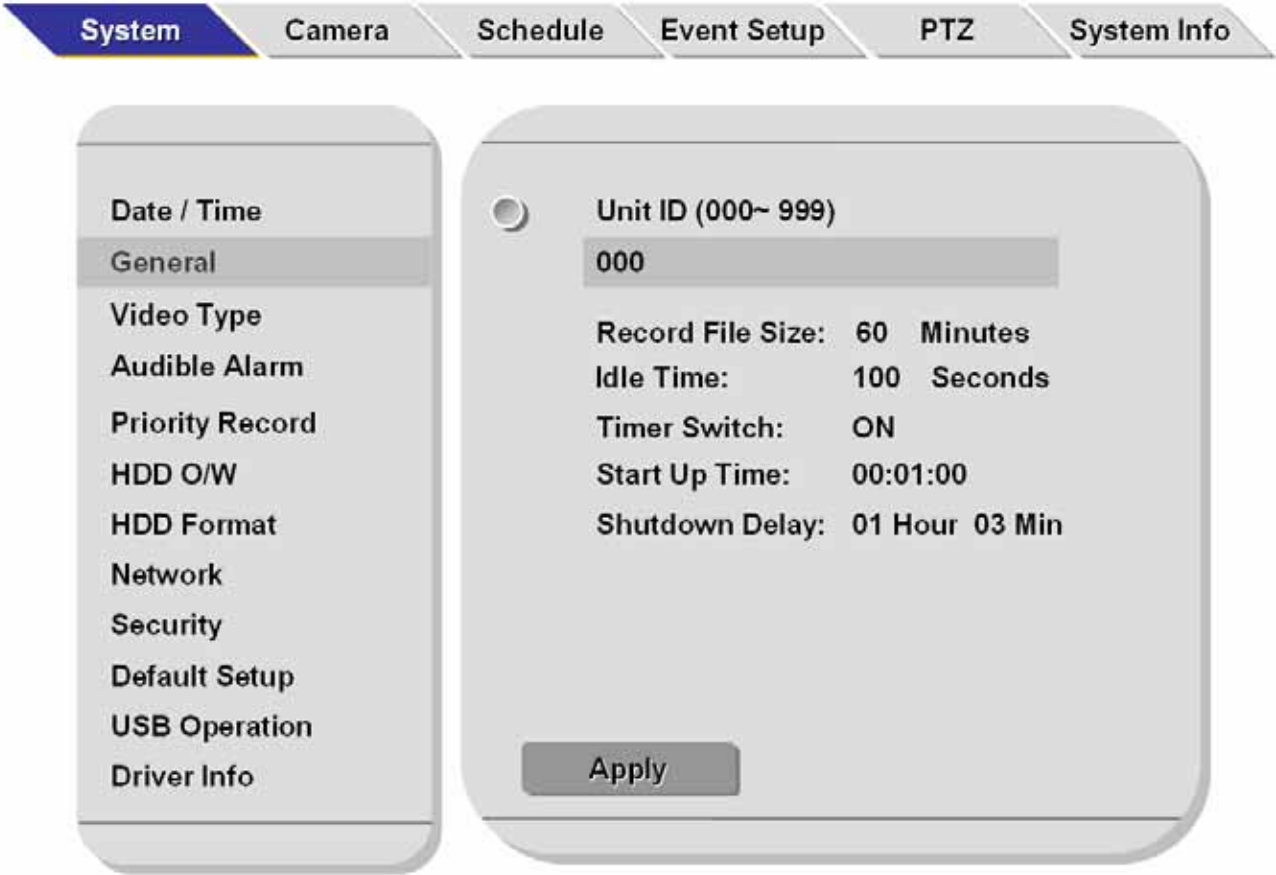 System Camera Schedule Event Setup PTZ System Info
Date / Time
General
Video Type
Audible Alarm
Priority Record
HDD O/W
HDD Format
Network
Security
Default Setup
USB Operation
Driver Info
Unit ID (000~ 999)
000
Record File Size: 60 Minutes
Idle Time: 100 Seconds
Timer Switch: ON
Start Up Time: 00:01:00
Shutdown Delay: 01 Hour 03 Min
Apply